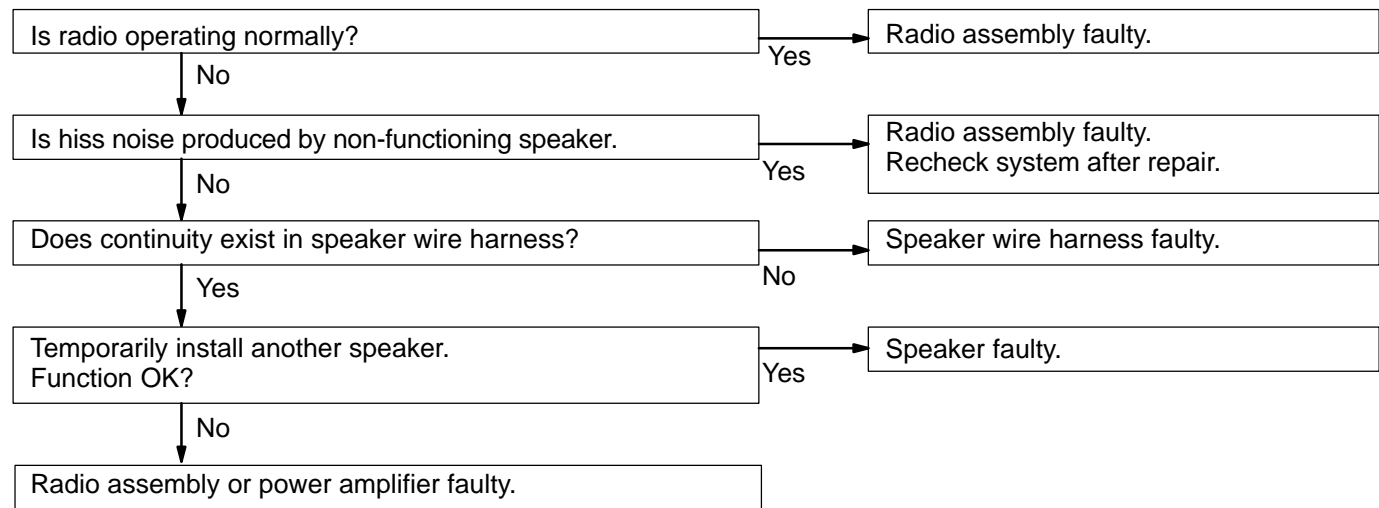 Is radio operating normally?
Yes
Radio assembly faulty.
No
Is hiss noise produced by non-functioning speaker.
Yes
Radio assembly faulty.
Recheck system after repair.
No
Does continuity exist in speaker wire harness?
No
Speaker wire harness faulty.
Yes
Temporarily install another speaker.
Function OK?
Yes
Speaker faulty.
No
Radio assembly or power amplifier faulty.